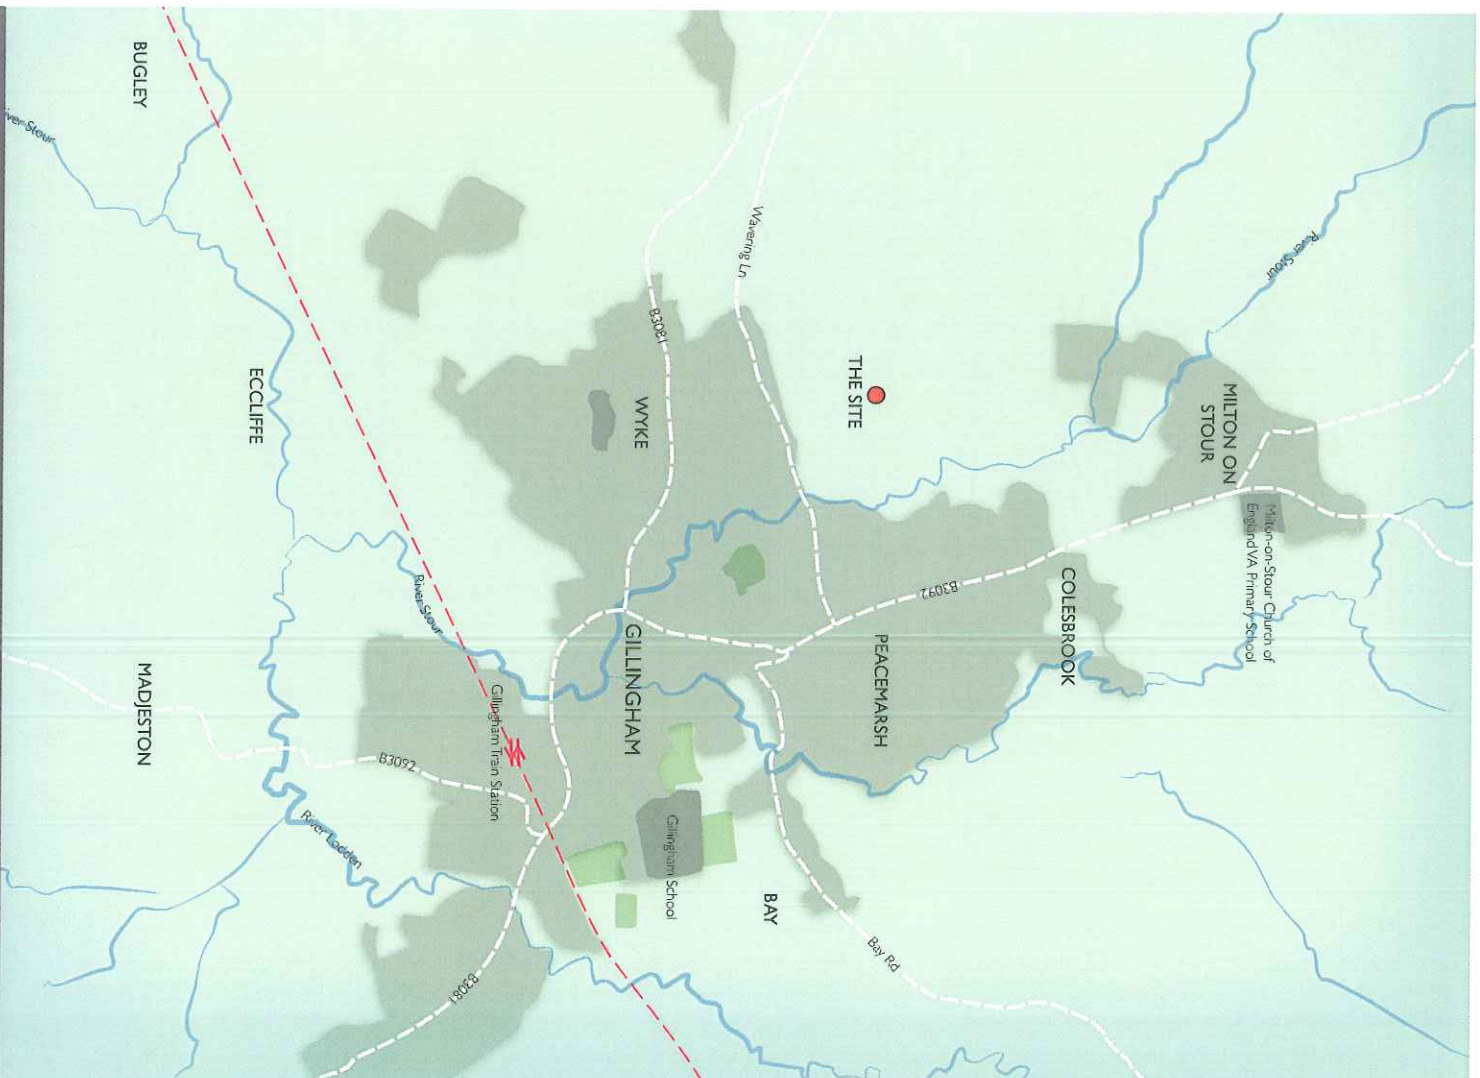 River Stour
MILTON ON
STOUR
Milton-on-Stour Church of
England VA Primary School
COLESBROOK
B3092
THE SITE
PEACEMARSH
Wavering Ln
Bay Rd
BAY
B3081
WYKE
GILLINGHAM
Gillingham School
Gillingham Train Station
River Stour
B3092
B3081
River Lodden
ECCLIFFE
MADJESTON
BUGLEY
iver Stour